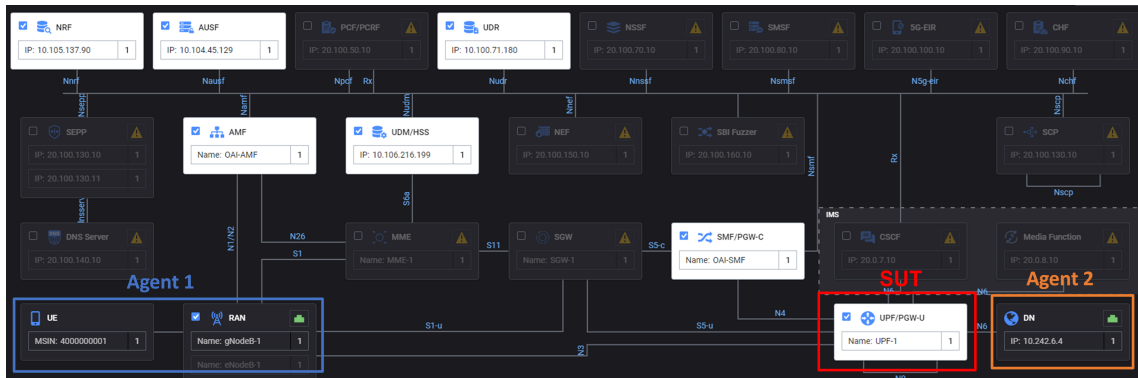 NRF
IP: 10.105.137.90 1
AUSF
IP: 10.104.45.129 1
PCF/PCRF
IP: 20.100.50.10 1
UDR
IP: 10.100.71.180 1
NSSF
IP: 20.100.70.10 1
SMSF
IP: 20.100.80.10 1
5G-EIR
IP: 20.100.100.10 1
CHF
IP: 20.100.90.10 1
Nnrf
Nausf
Npcf
Rx
Nudr
Nnssf
Nsmsf
N5g-eir
Nchf
Nsepp
Namf
Nudm
Nnef
Nscp
SEPP
IP: 20.100.130.10 1
IP: 20.100.130.11 1
AMF
Name: OAI-AMF 1
UDM/HSS
IP: 10.106.216.199 1
NEF
IP: 20.100.150.10 1
SBI Fuzzer
IP: 20.100.160.10 1
Nsmf
Rx
SCP
IP: 20.100.130.10 1
Nscp
S6a
N1/N2
IMS
DNS Server
IP: 20.100.140.10 1
N26
S1
MME
Name: MME-1 1
S11
SGW
Name: SGW-1 1
S5-c
SMF/PGW-C
Name: OAI-SMF 1
CSCF
IP: 20.0.7.10 1
Media Function
IP: 20.0.8.10 1
Agent 1
SUT
Agent 2
N6
N6
UE
MSIN: 4000000001 1
RAN
Name: gNodeB-1 1
Name: eNodeB-1 1
S1-u
S5-u
N4
N3
UPF/PGW-U
Name: UPF-1 1
N6
DN
IP: 10.242.6.4 1
N9